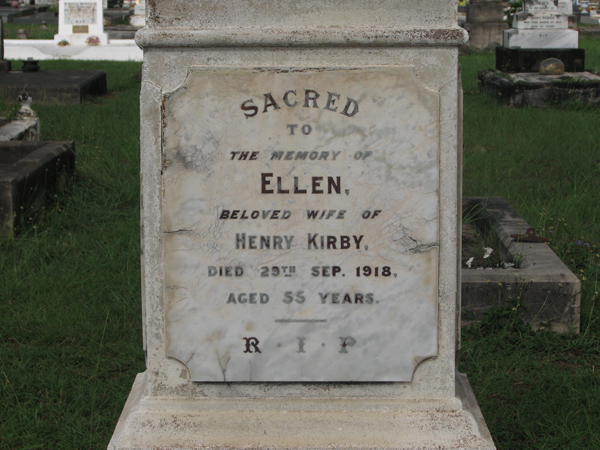 SACRED
TO
THE MEMORY OF
ELLEN,
BELOVED WIFE OF
HENRY KIRBY,
DIED 29TH SEP. 1918,
AGED 55 YEARS.
R · I · P